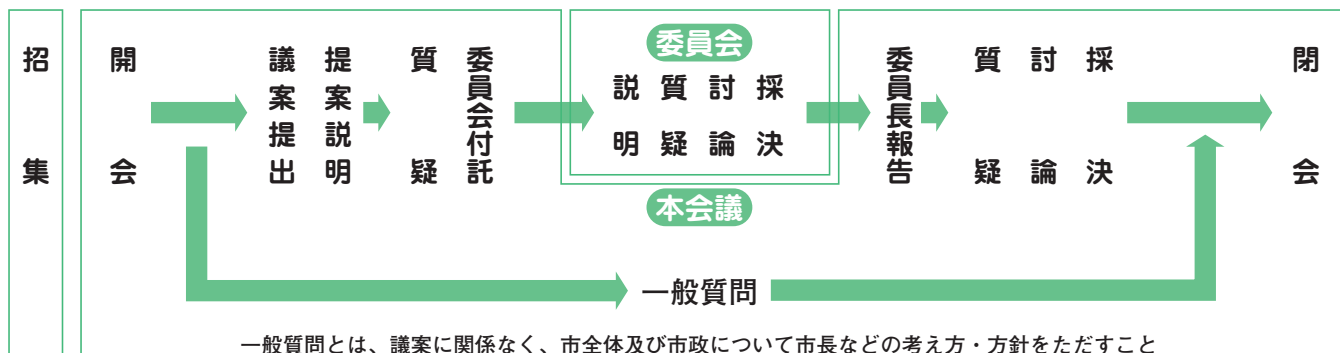 招集
開会
議案提出
提案説明
質疑
委員会付託
委員会
説明
質疑
討論
採決
委員長報告
質疑
討論
採決
閉会
本会議
一般質問
一般質問とは、議案に関係なく、市全体及び市政について市長などの考え方・方針をただすこと